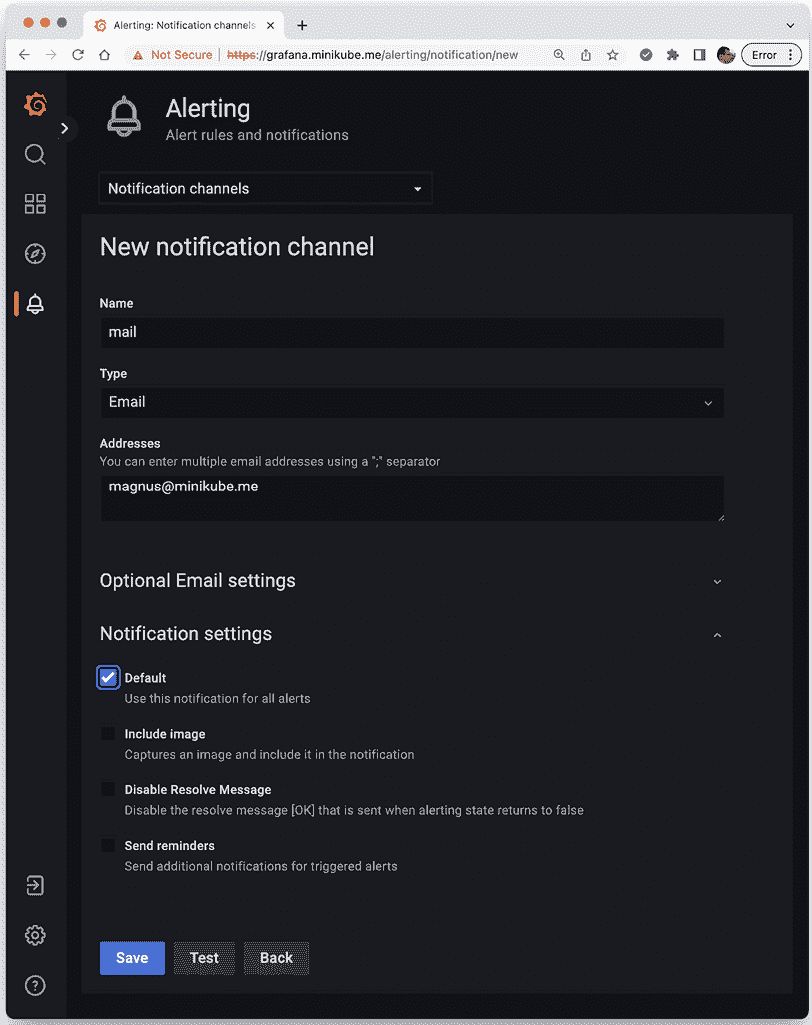 Alerting: Notification channels
Not Secure
https://grafana.minikube.me/alerting/notification/new
Error
Alerting
Alert rules and notifications
Notification channels
New notification channel
Name
mail
Type
Email
Addresses
You can enter multiple email addresses using a ";" separator
magnus@minikube.me
Optional Email settings
Notification settings
Default
Use this notification for all alerts
Include image
Captures an image and include it in the notification
Disable Resolve Message
Disable the resolve message [OK] that is sent when alerting state returns to false
Send reminders
Send additional notifications for triggered alerts
Save Test Back